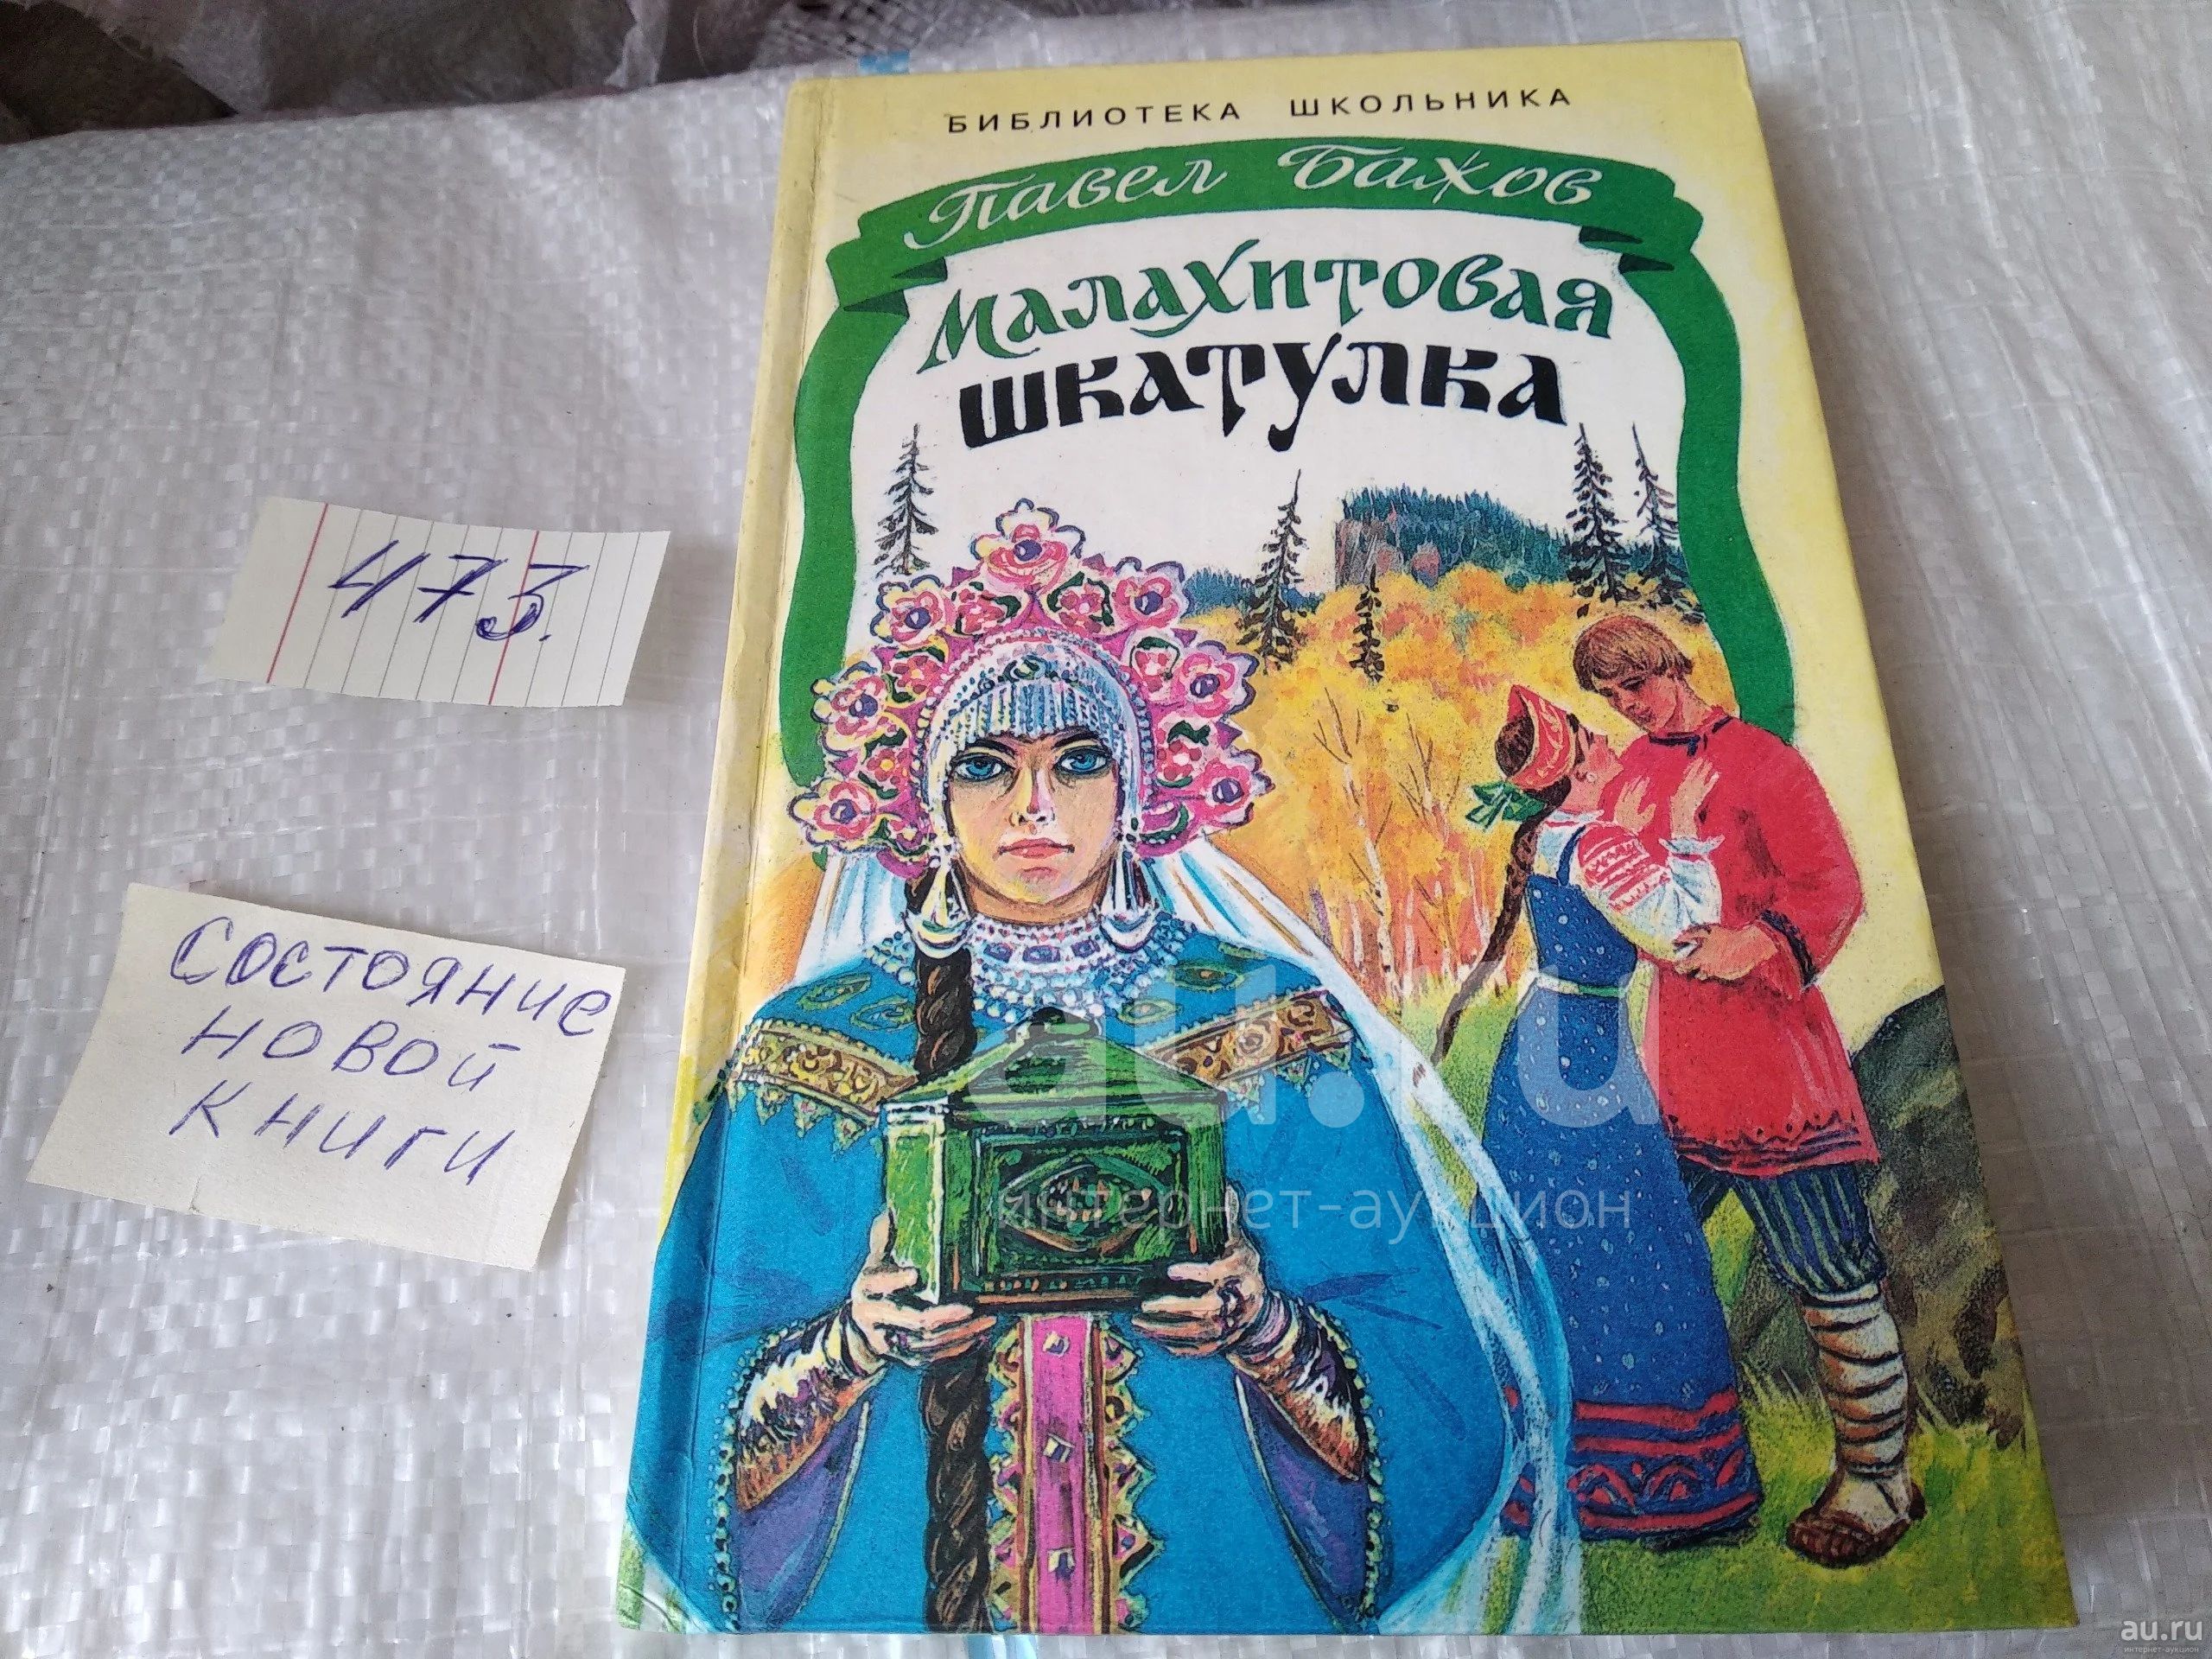 БИБЛИОТЕКА ШКОЛЬНИКА
Павел Бажов
Малахитовая
шкатулка
473.
Состояние
новой
книги
au.ru
интернет-аукцион
au.ru
интернет-аукцион